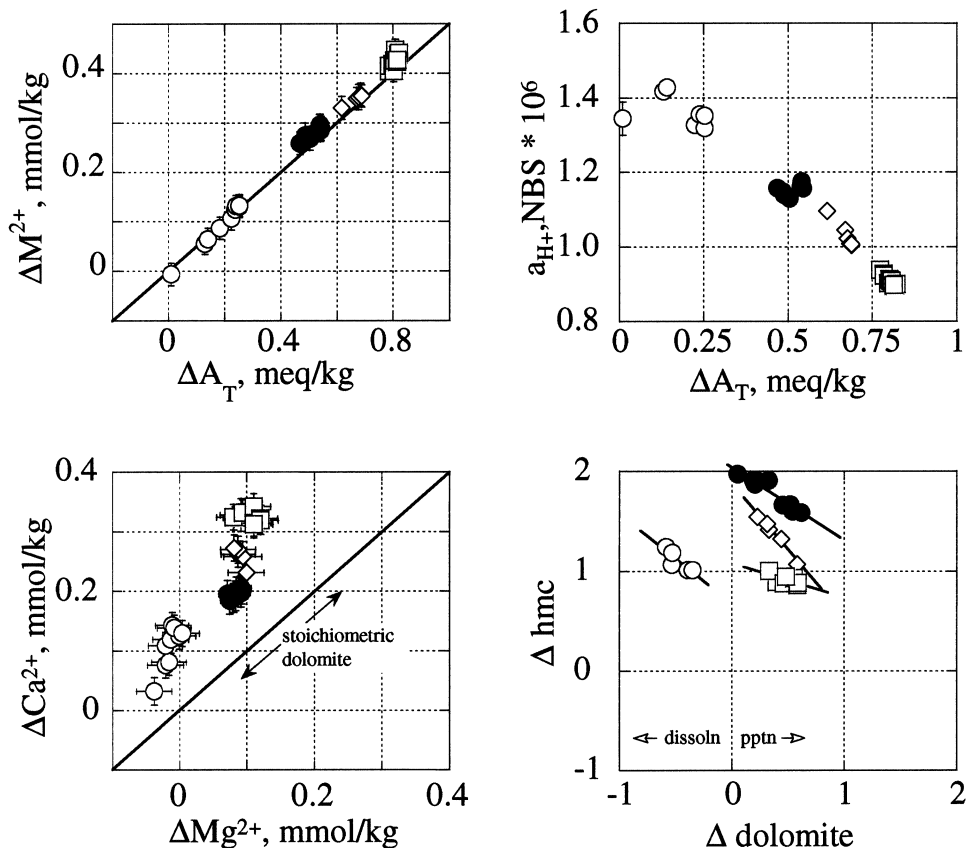 ΔM²⁺, mmol/kg
0.4
0.2
0
0 0.4 0.8
ΔA_T, meq/kg
a_H+,NBS * 10⁶
1.6
1.4
1.2
1.0
0.8
0 0.25 0.5 0.75 1
ΔA_T, meq/kg
ΔCa²⁺, mmol/kg
0.4
0.2
0
stoichiometric
dolomite
0 0.2 0.4
ΔMg²⁺, mmol/kg
Δ hmc
2
1
0
-1
← dissoln pptn →
-1 0 1 2
Δ dolomite